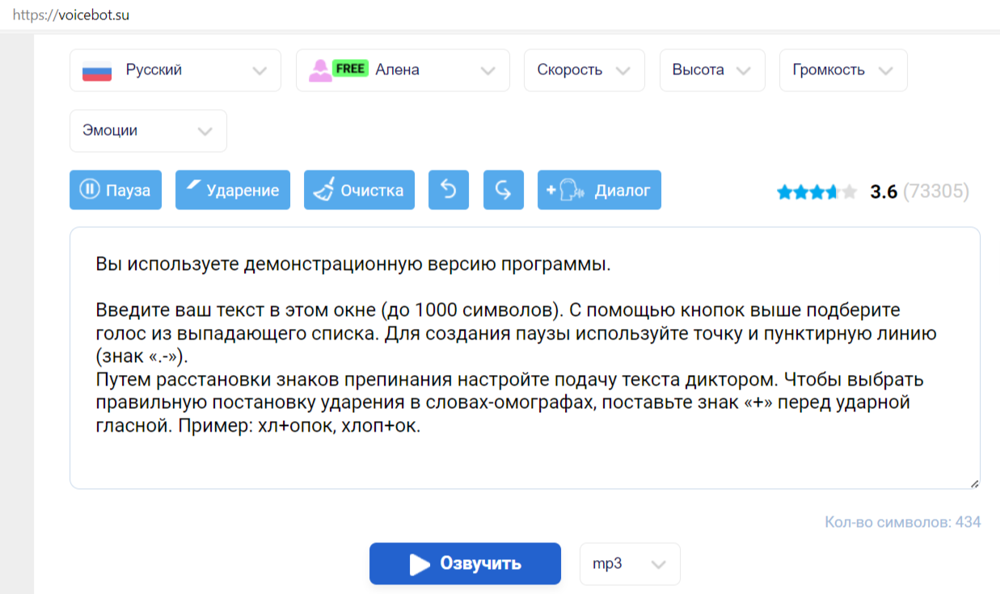 https://voicebot.su
Русский
FREE Алена
Скорость
Высота
Громкость
Эмоции
Пауза
Ударение
Очистка
Диалог
3.6 (73305)
Вы используете демонстрационную версию программы.
Введите ваш текст в этом окне (до 1000 символов). С помощью кнопок выше подберите
голос из выпадающего списка. Для создания паузы используйте точку и пунктирную линию
(знак «.-»).
Путем расстановки знаков препинания настройте подачу текста диктором. Чтобы выбрать
правильную постановку ударения в словах-омографах, поставьте знак «+» перед ударной
гласной. Пример: хл+опок, хлоп+ок.
Кол-во символов: 434
Озвучить
mp3